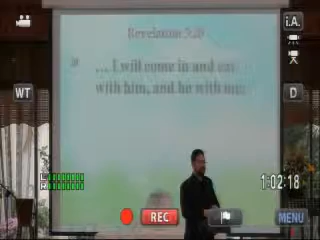 Revelation 3:20
i.A.
20 ... I will come in and eat
with him, and he with me.
WT
D
L
R
1:02:18
REC
MENU